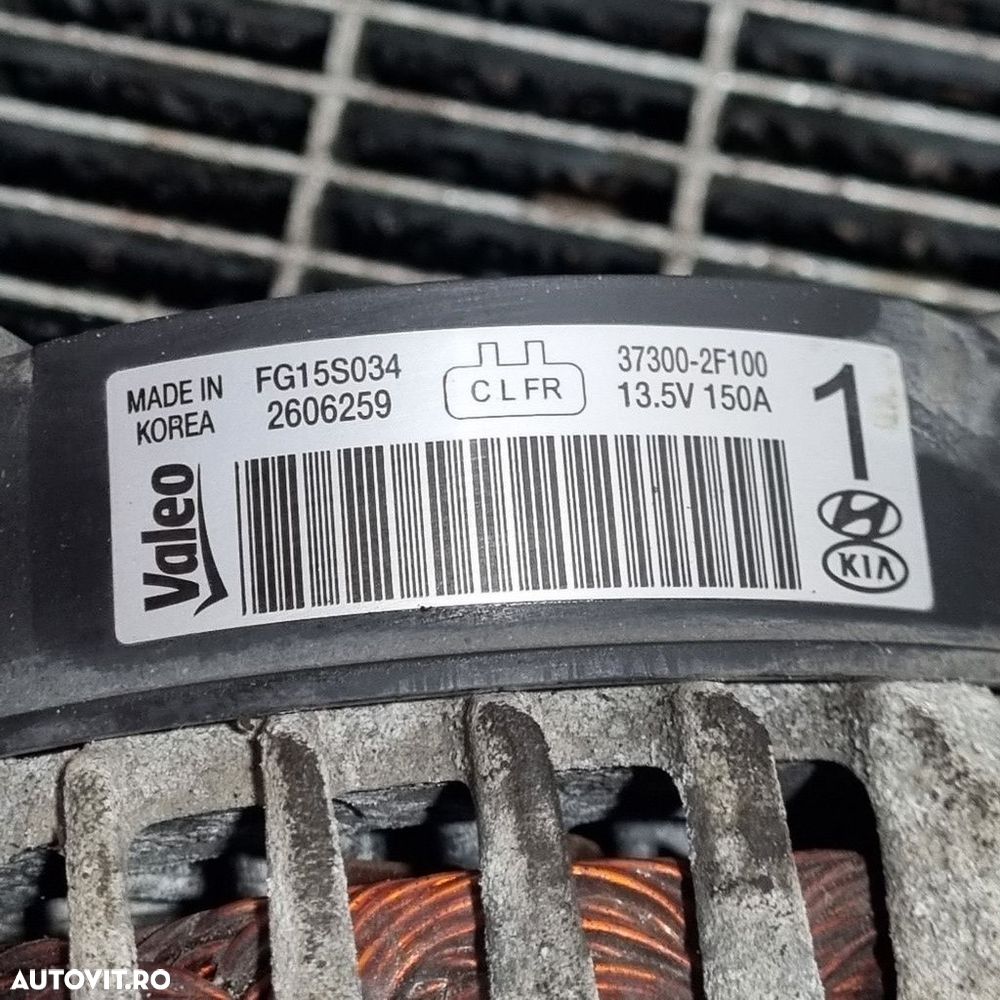 MADE IN
KOREA
FG15S034
2606259
C L FR
37300-2F100
13.5V 150A
1
Valeo
KIA
AUTOVIT.RO